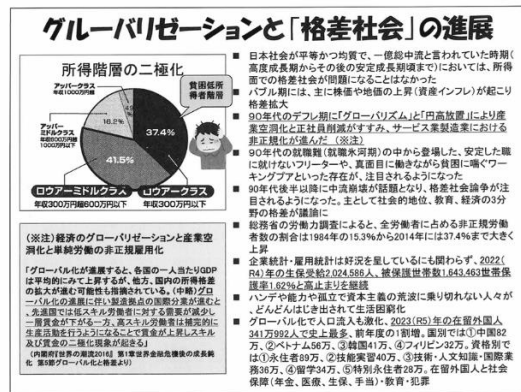 グルーバリゼーションと「格差社会」の進展
所得階層の二極化
アッパークラス
年収1000万円超
貧困低所
得者階層
4.9%
アッパー
ミドルクラス
年収600万円超
1000万円以下
16.2%
37.4%
41.5%
ロウアーミドルクラス
年収300万円超600万円以下
ロウアークラス
年収300万円以下
(※注)経済のグローバリゼーションと産業空
洞化と単純労働の非正規雇用化
「グローバル化が進展すると、各国の一人当たりGDP
は平均的にみて上昇するが、他方、国内の所得格差
の拡大が進む可能性も指摘されている。(中略)グロ
ーバル化の進展に伴い製造拠点の国際分業が進むと
、先進国では低スキル労働者に対する需要が減少し
一層賃金が下がる一方、高スキル労働者は補完的に
生産活動を行うようになることで賃金が上昇しスキル
及び賃金の二極化現象が起きる」
(内閣府『世界の潮流2016』 第1章世界金融危機後の成長鈍
化 第5節グローバル化と格差より)
■ 日本社会が平等かつ均質で、一億総中流と言われていた時期(
高度成長期からその後の安定成長期頃まで)においては、所得
面での格差社会が問題になることはなかった
■ バブル期には、主に株価や地価の上昇(資産インフレ)が起こり
格差拡大
■ 90年代のデフレ期に「グローバリズム」と「円高放置」により産
業空洞化と正社員削減がすすみ、サービス業製造業における
非正規化が進んだ (※注)
■ 90年代の就職難(就職氷河期)の中から登場した、安定した職
に就けないフリーターや、真面目に働きながら貧困に喘ぐワー
キングプアといった存在が、注目されるようになった
■ 90年代後半以降に中流崩壊が話題となり、格差社会論争が注
目されるようになった。主として社会的地位、教育、経済の3分
野の格差が議論に
■ 総務省の労働力調査によると、全労働者に占める非正規労働
者数の割合は1984年の15.3%から2014年には37.4%まで大きく
上昇
■ 企業統計・雇用統計は好況を呈しているにも関わらず、2022(
R4)年の生保受給2,024,586人、被保護世帯数1,643,463世帯保
護率1.62%と高止まりを継続
■ ハンデや能力や孤立で資本主義の荒波に乗り切れない人々が
、どんどんはじき出されて生活困窮化
■ グローバル化で人口流入も激化、2023(R5)年の在留外国人
341万992人で史上最多、前年度の11割増。国別では①中国82
万、②ベトナム56万、③韓国41万、④フィリピン32万。資格別で
は①永住者89万、②技能実習40万、③技術・人文知識・国際業
務36万、④留学34万、⑤特別永住者28万。在留外国人と社会
保障(年金、医療、生保、手当)・教育・犯罪